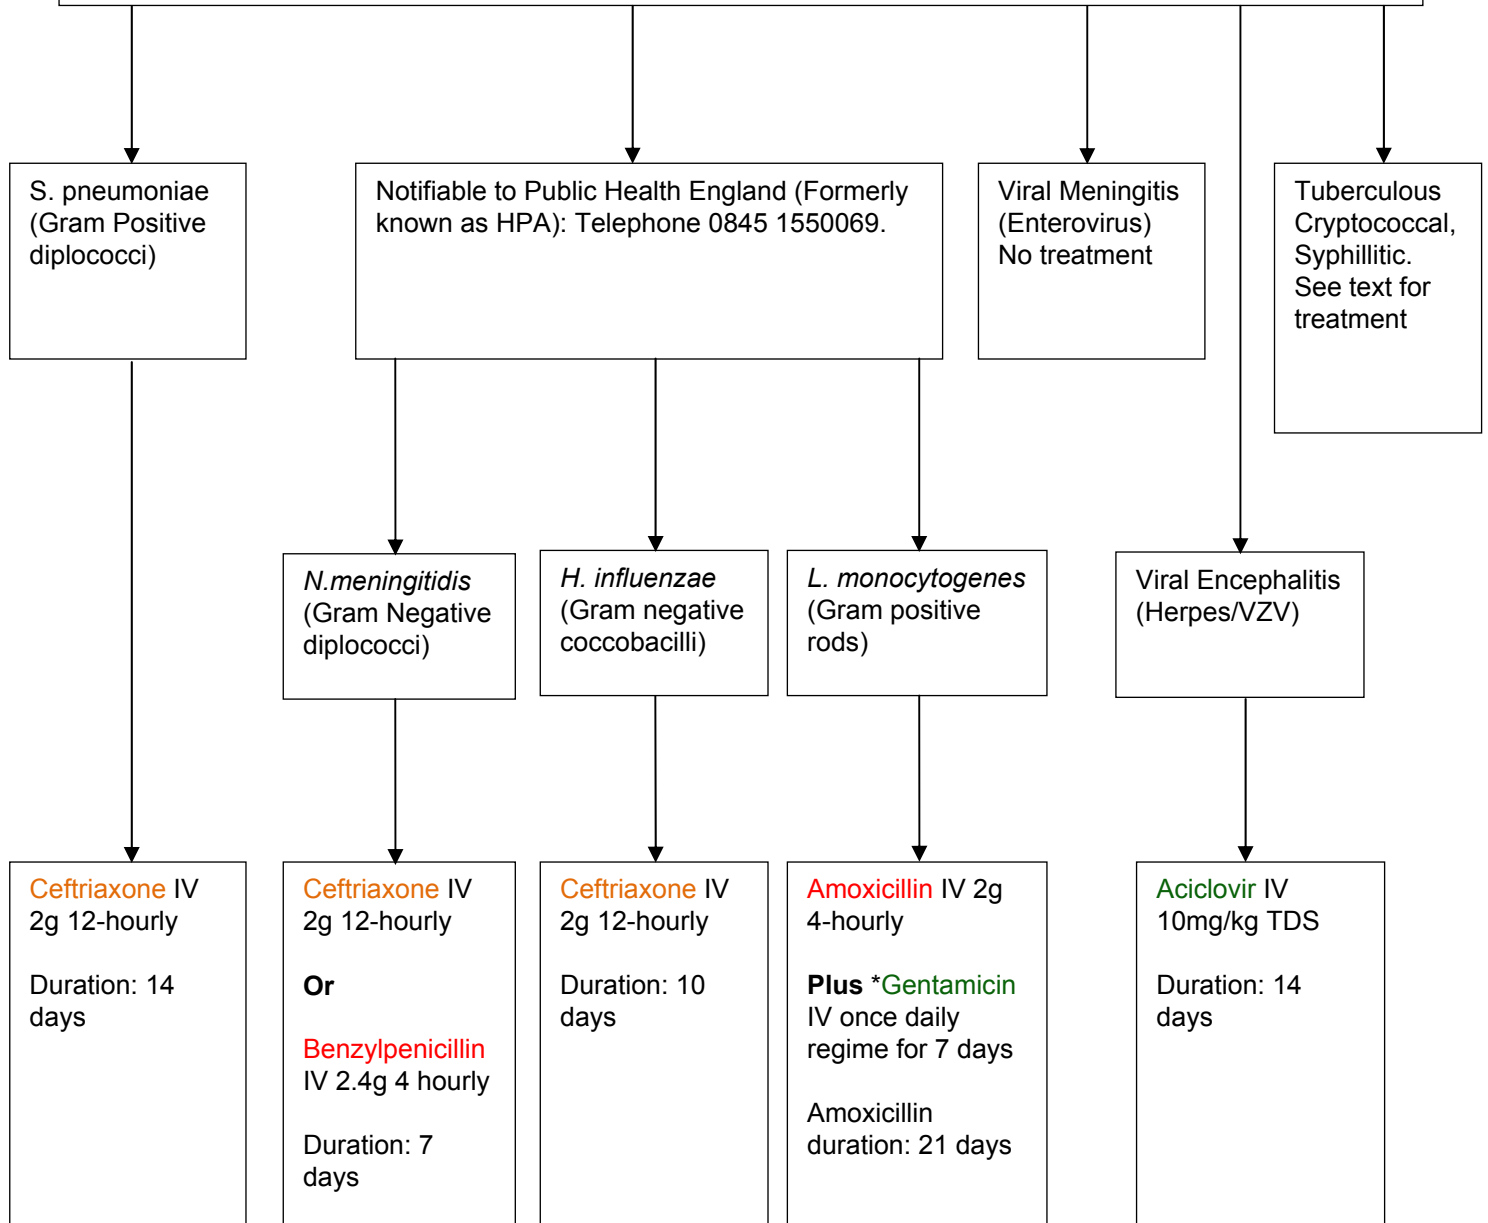 S. pneumoniae
(Gram Positive
diplococci)
Notifiable to Public Health England (Formerly
known as HPA): Telephone 0845 1550069.
Viral Meningitis
(Enterovirus)
No treatment
Tuberculous
Cryptococcal,
Syphillitic.
See text for
treatment
N.meningitidis
(Gram Negative
diplococci)
H. influenzae
(Gram negative
coccobacilli)
L. monocytogenes
(Gram positive
rods)
Viral Encephalitis
(Herpes/VZV)
Ceftriaxone IV
2g 12-hourly
Duration: 14
days
Ceftriaxone IV
2g 12-hourly
Or
Benzylpenicillin
IV 2.4g 4 hourly
Duration: 7
days
Ceftriaxone IV
2g 12-hourly
Duration: 10
days
Amoxicillin IV 2g
4-hourly
Plus *Gentamicin
IV once daily
regime for 7 days
Amoxicillin
duration: 21 days
Aciclovir IV
10mg/kg TDS
Duration: 14
days